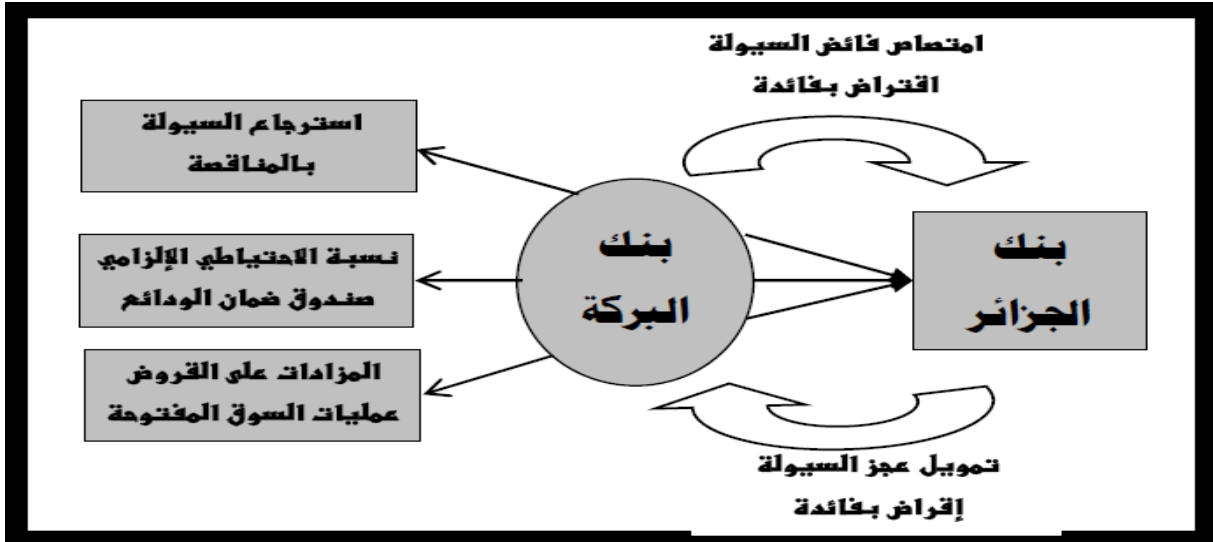 امتصاص فائض السيولة
اقتراض بفائدة
استرجاع السيولة
بالمناقصة
نسبة الاحتياطي الإلزامي
صندوق ضمان الودائع
المزادات على القروض
عمليات السوق المفتوحة
بنك
البركة
بنك
الجزائر
تمويل عجز السيولة
إقراض بفائدة